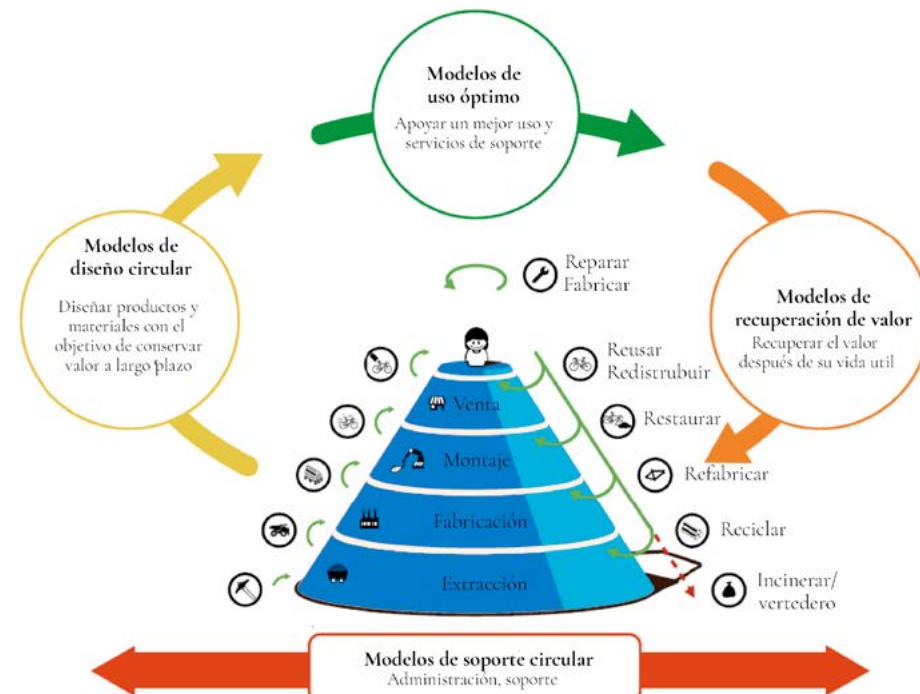 Modelos de
uso óptimo
Apoyar un mejor uso y
servicios de soporte
Modelos de
diseño circular
Diseñar productos y
materiales con el
objetivo de conservar
valor a largo plazo
Modelos de
recuperación de valor
Recuperar el valor
después de su vida util
Reparar
Fabricar
Reusar
Redistrubuir
Restaurar
Refabricar
Reciclar
Incinerar/
vertedero
Venta
Montaje
Fabricación
Extracción
Modelos de soporte circular
Administración, soporte